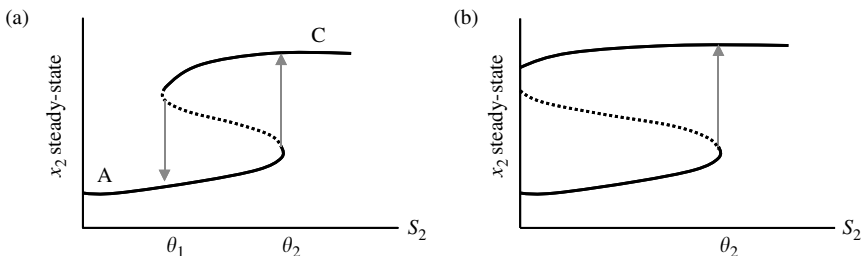 (a)
x₂ steady-state
A
C
θ₁
θ₂
S₂
(b)
x₂ steady-state
θ₂
S₂